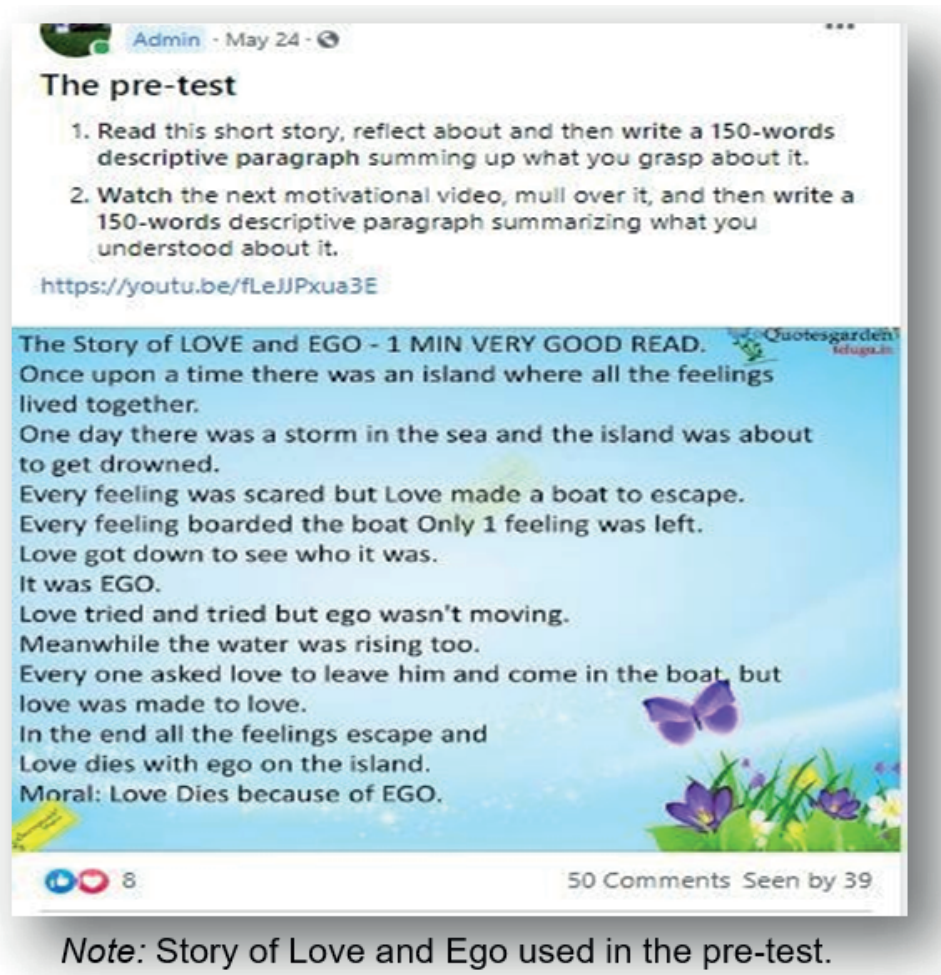 Admin · May 24 ·
The pre-test
1. Read this short story, reflect about and then write a 150-words
descriptive paragraph summing up what you grasp about it.
2. Watch the next motivational video, mull over it, and then write a
150-words descriptive paragraph summarizing what you
understood about it.
https://youtu.be/fLeJJPxua3E
Quotesgarden
telugu.in
The Story of LOVE and EGO - 1 MIN VERY GOOD READ.
Once upon a time there was an island where all the feelings
lived together.
One day there was a storm in the sea and the island was about
to get drowned.
Every feeling was scared but Love made a boat to escape.
Every feeling boarded the boat Only 1 feeling was left.
Love got down to see who it was.
It was EGO.
Love tried and tried but ego wasn't moving.
Meanwhile the water was rising too.
Every one asked love to leave him and come in the boat, but
love was made to love.
In the end all the feelings escape and
Love dies with ego on the island.
Moral: Love Dies because of EGO.
8
50 Comments Seen by 39
Note: Story of Love and Ego used in the pre-test.